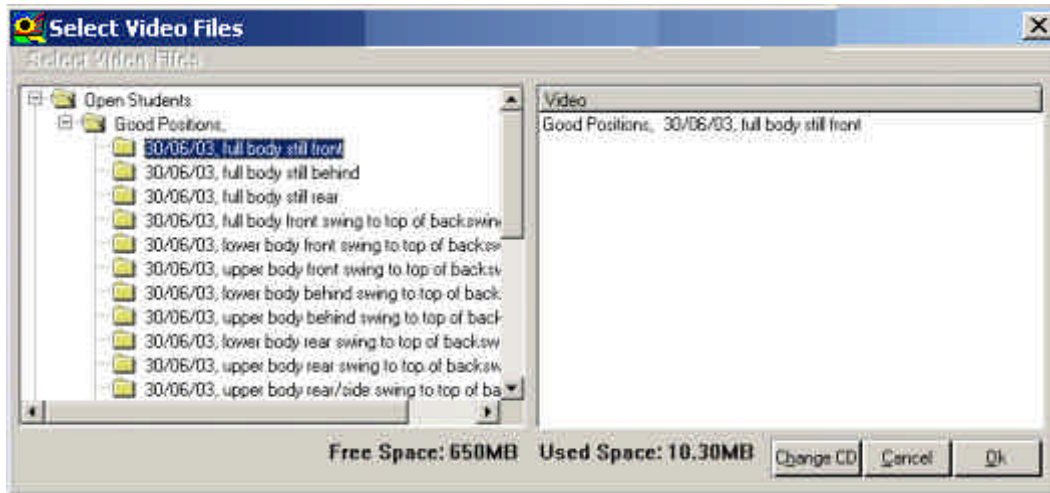 Select Video Files
Select Video Files
Open Students
Good Positions,
30/06/03, full body still front
30/06/03, full body still behind
30/06/03, full body still rear
30/06/03, full body front swing to top of backswin
30/06/03, lower body front swing to top of backsw
30/06/03, upper body front swing to top of backsw
30/06/03, lower body behind swing to top of back
30/06/03, upper body behind swing to top of back
30/06/03, lower body rear swing to top of backsw
30/06/03, upper body rear swing to top of backsw
30/06/03, upper body rear/side swing to top of ba
Video
Good Positions, 30/06/03, full body still front
Free Space: 650MB Used Space: 10.30MB Change CD Cancel Ok